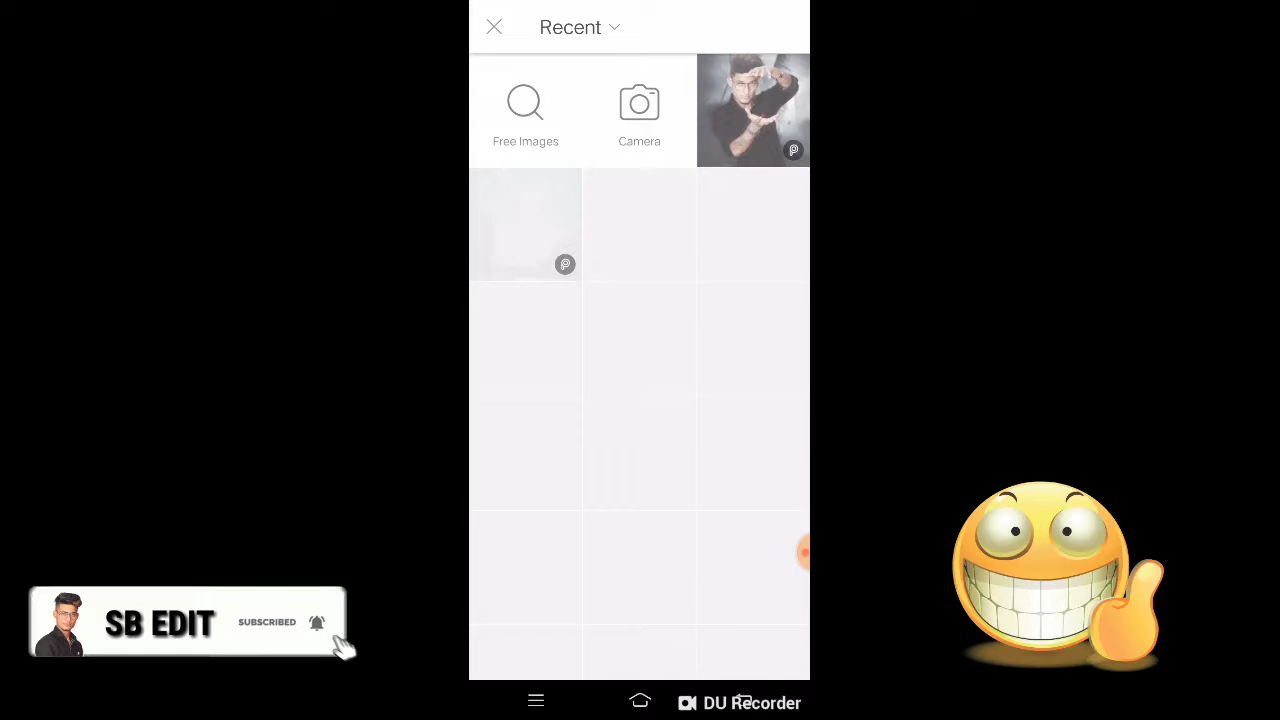 Recent
Free Images
Camera
SB EDIT
SUBSCRIBED
DU Recorder